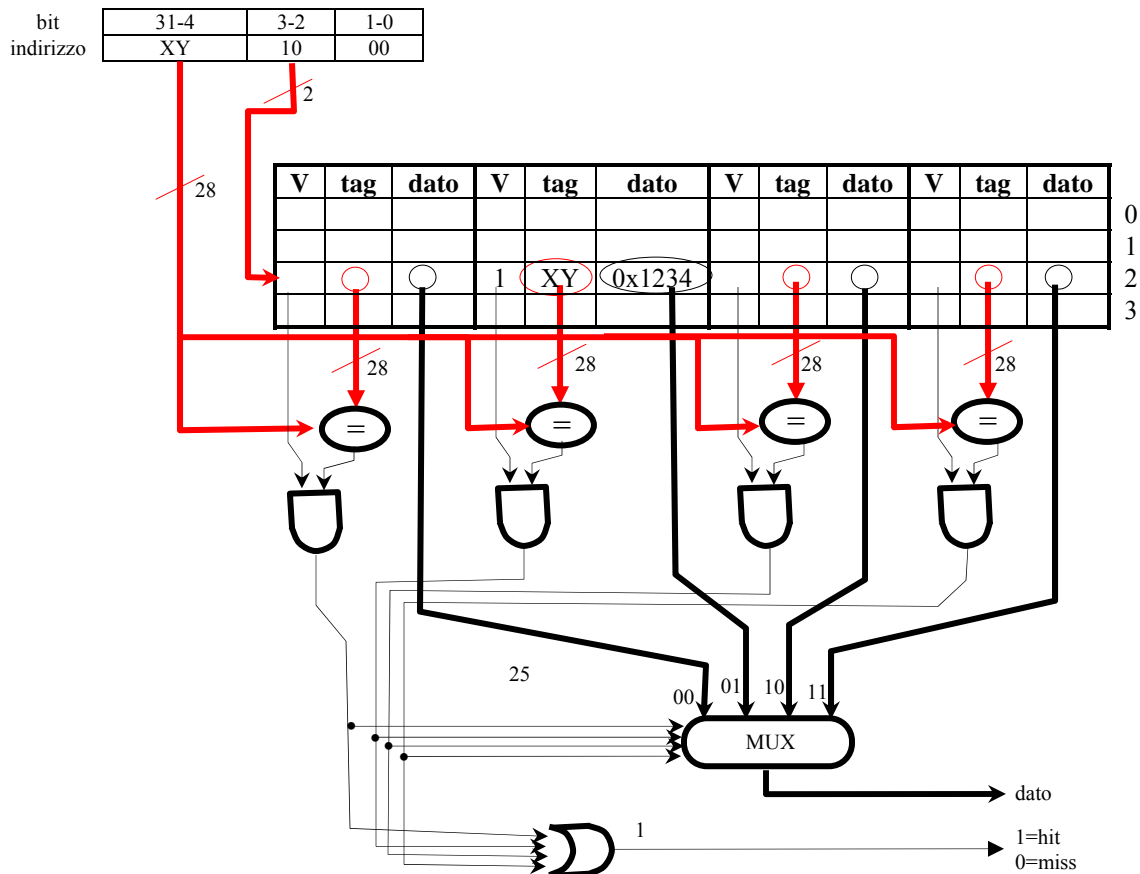 bit 31-4 3-2 1-0
indirizzo XY 10 00
2
28
V tag dato V tag dato V tag dato V tag dato
0
1
1 XY 0x1234 2
3
28 28 28 28
= = = =
25
00 01 10 11
MUX
dato
1
1=hit
0=miss